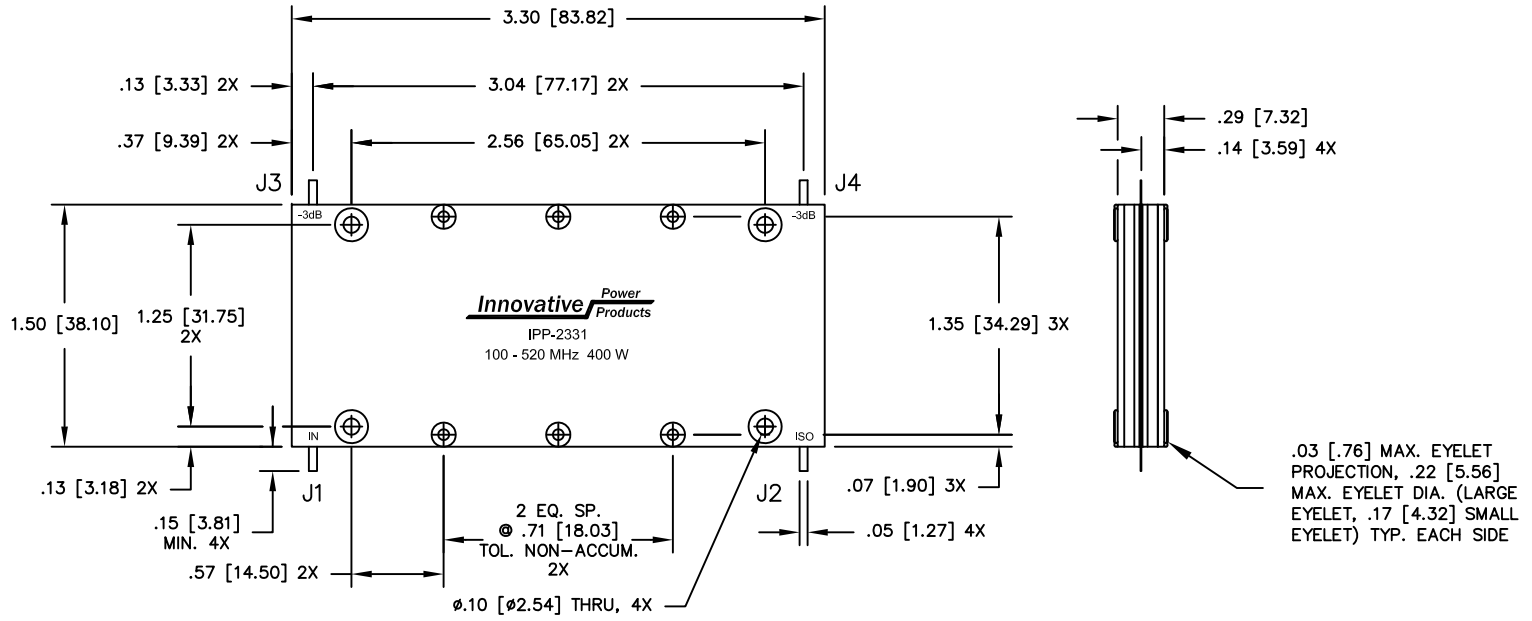 3.30 [83.82]
.13 [3.33] 2X
3.04 [77.17] 2X
.37 [9.39] 2X
2.56 [65.05] 2X
.29 [7.32]
.14 [3.59] 4X
J3
J4
-3dB
-3dB
1.50 [38.10]
1.25 [31.75]
2X
1.35 [34.29] 3X
Innovative Power
Products
IPP-2331
100 - 520 MHz 400 W
IN
ISO
J1
J2
.13 [3.18] 2X
.07 [1.90] 3X
.15 [3.81]
MIN. 4X
2 EQ. SP.
@ .71 [18.03]
TOL. NON-ACCUM.
2X
.05 [1.27] 4X
.57 [14.50] 2X
ø.10 [ø2.54] THRU, 4X
.03 [.76] MAX. EYELET
PROJECTION, .22 [5.56]
MAX. EYELET DIA. (LARGE
EYELET, .17 [4.32] SMALL
EYELET) TYP. EACH SIDE